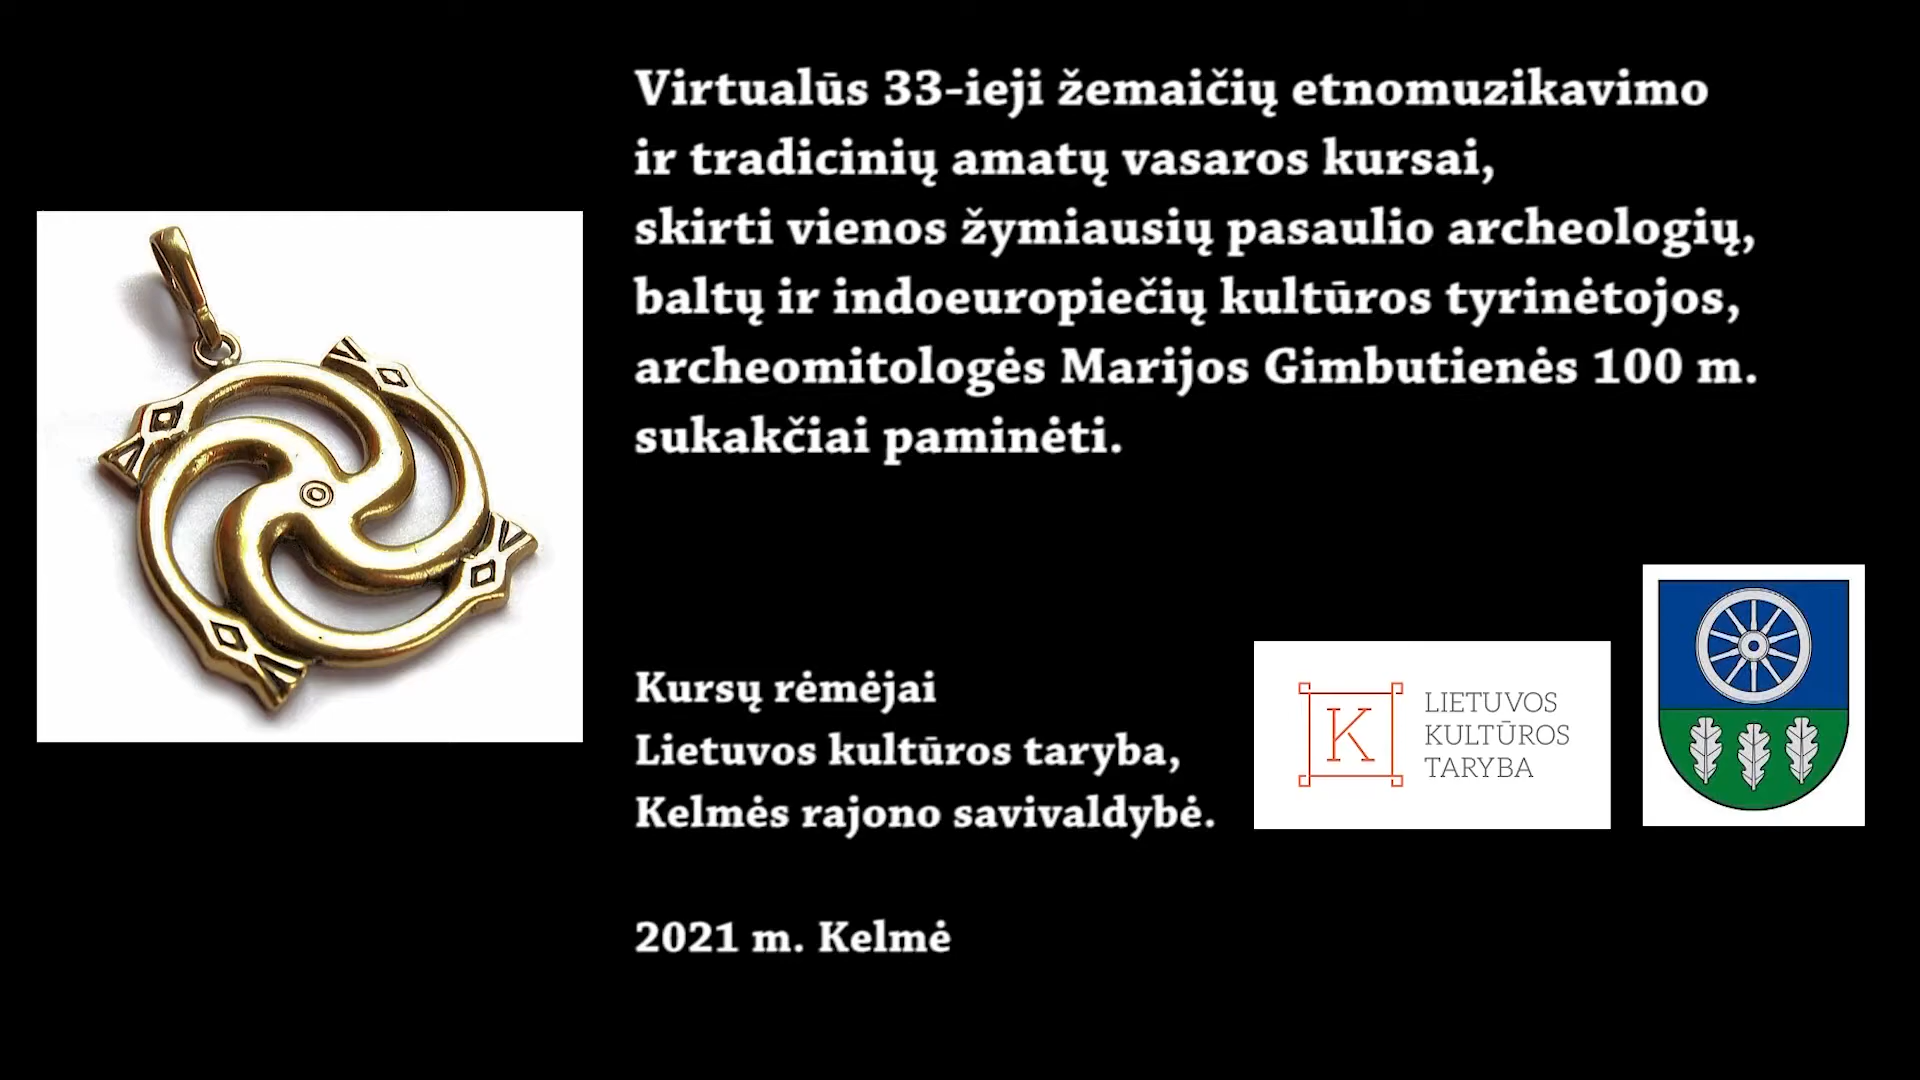 Virtualūs 33-ieji žemaičių etnomuzikavimo
ir tradicinių amatų vasaros kursai,
skirti vienos žymiausių pasaulio archeologių,
baltų ir indoeuropiečių kultūros tyrinėtojos,
archeomitologės Marijos Gimbutienės 100 m.
sukakčiai paminėti.
Kursų rėmėjai
Lietuvos kultūros taryba,
Kelmės rajono savivaldybė.
K
LIETUVOS
KULTŪROS
TARYBA
2021 m. Kelmė